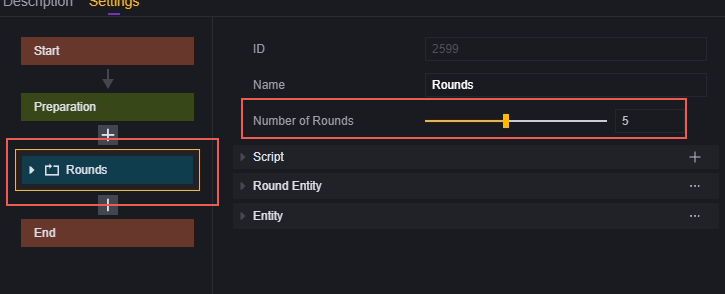 Description Settings
Start
Preparation
Rounds
End
ID 2599
Name Rounds
Number of Rounds 5
Script
Round Entity
Entity